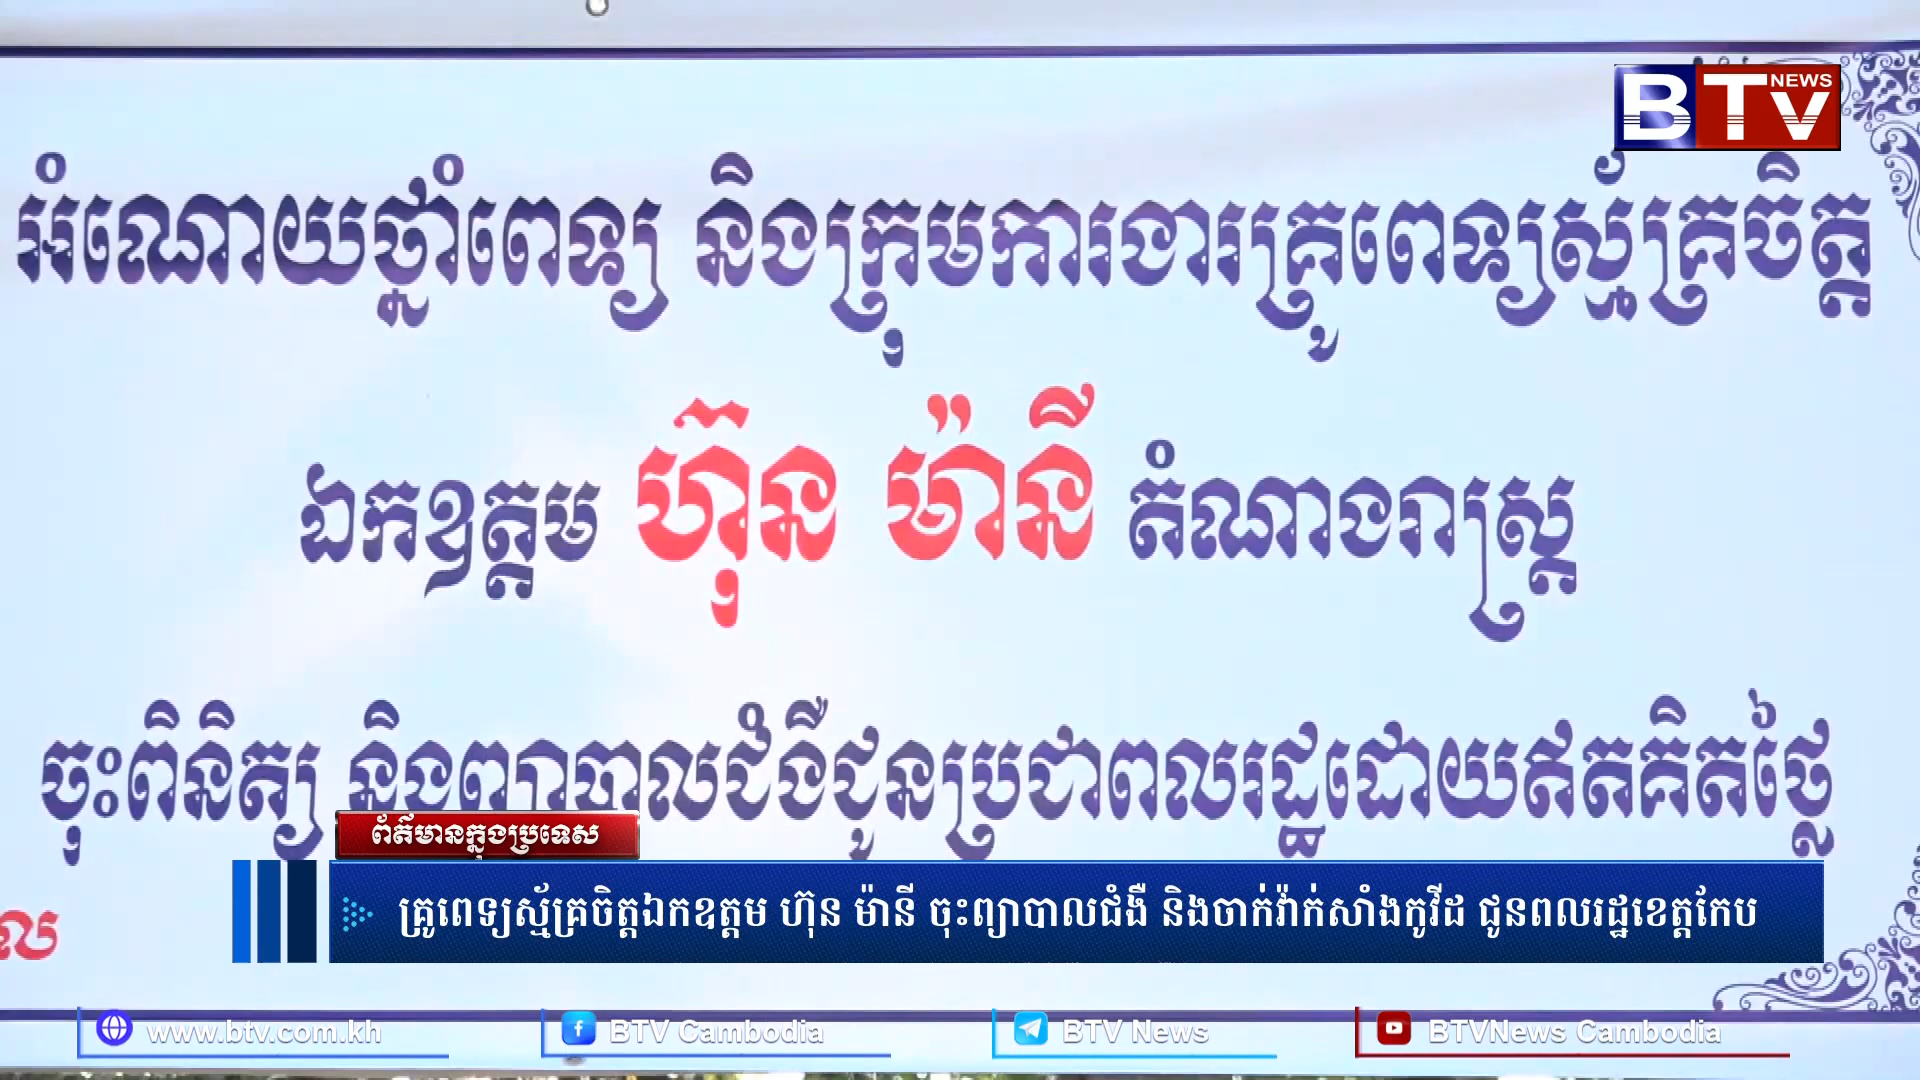 BTV NEWS
អំណោយថ្នាំពេទ្យ និងក្រុមការងារគ្រូពេទ្យស្ម័គ្រចិត្ត
ឯកឧត្តម ហ៊ុន ម៉ានី តំណាងរាស្ត្រ
ចុះពិនិត្យ និងព្យាបាលជំងឺជូនប្រជាពលរដ្ឋដោយឥតគិតថ្លៃ
ព័ត៌មានក្នុងប្រទេស
គ្រូពេទ្យស្ម័គ្រចិត្តឯកឧត្តម ហ៊ុន ម៉ានី ចុះព្យាបាលជំងឺ និងចាក់វ៉ាក់សាំងកូវីដ ជូនពលរដ្ឋខេត្តកែប
www.btv.com.kh
BTV Cambodia
BTV News
BTVNews Cambodia